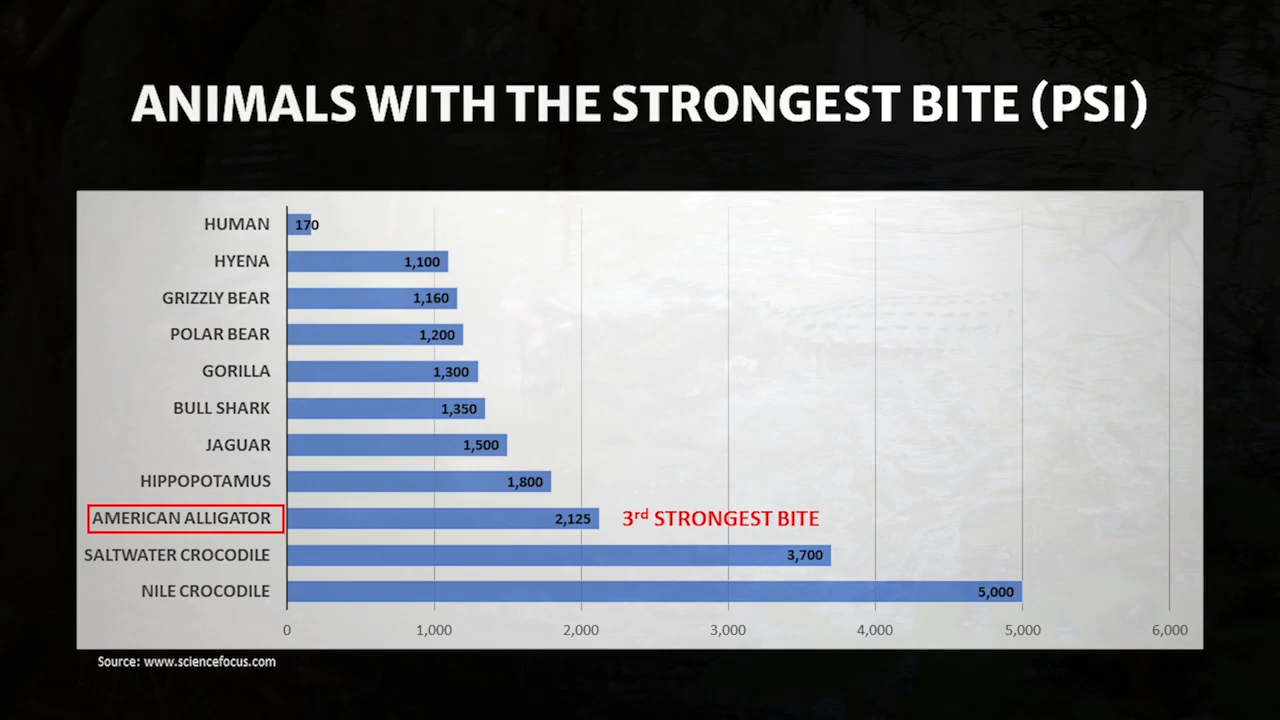 ANIMALS WITH THE STRONGEST BITE (PSI)
HUMAN 170
HYENA 1,100
GRIZZLY BEAR 1,160
POLAR BEAR 1,200
GORILLA 1,300
BULL SHARK 1,350
JAGUAR 1,500
HIPPOPOTAMUS 1,800
AMERICAN ALLIGATOR 2,125 3rd STRONGEST BITE
SALTWATER CROCODILE 3,700
NILE CROCODILE 5,000
0 1,000 2,000 3,000 4,000 5,000 6,000
Source: www.sciencefocus.com